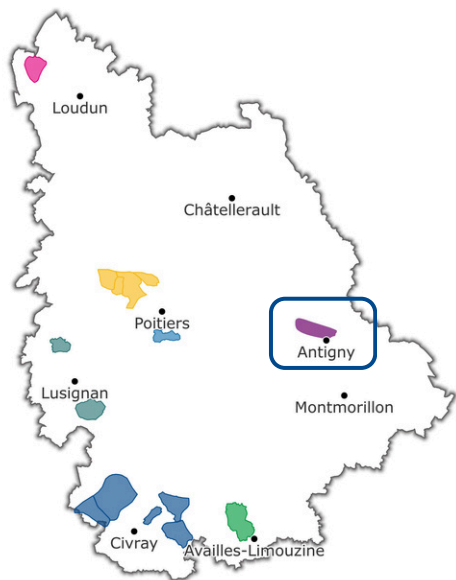 Loudun
Châtellerault
Poitiers
Antigny
Lusignan
Montmorillon
Civray
Availles-Limouzine